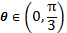 θ ∈ (0, π/3)